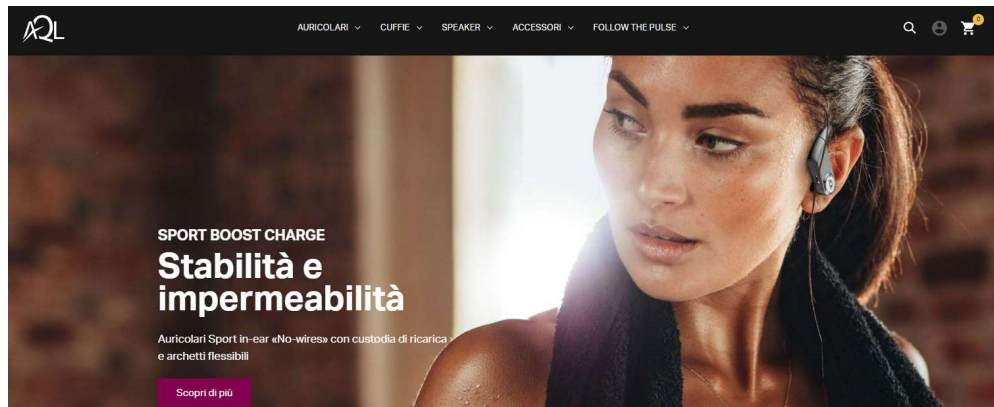 AQL
AURICOLARI CUFFIE SPEAKER ACCESSORI FOLLOW THE PULSE
0
SPORT BOOST CHARGE
Stabilità e
impermeabilità
Auricolari Sport in-ear «No-wires» con custodia di ricarica
e archetti flessibili
Scopri di più